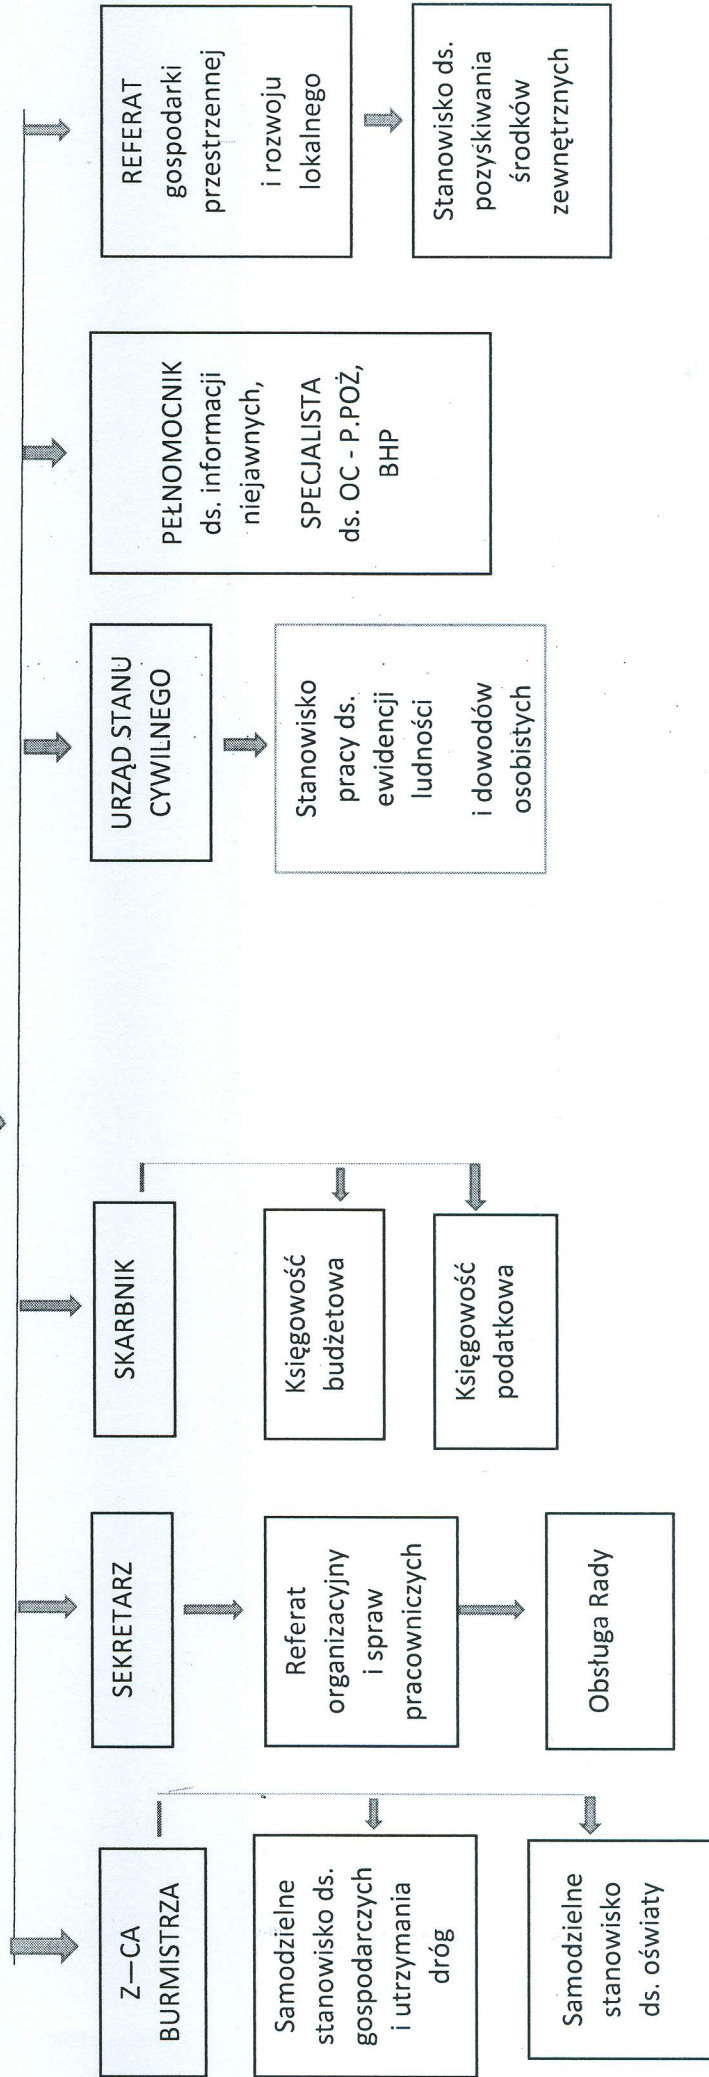 Z—CA
BURMISTRZA
Samodzielne
stanowisko ds.
gospodarczych
i utrzymania
dróg
Samodzielne
stanowisko
ds. oświaty
SEKRETARZ
Referat
organizacyjny
i spraw
pracowniczych
Obsługa Rady
SKARBNIK
Księgowość
budżetowa
Księgowość
podatkowa
URZĄD STANU
CYWILNEGO
Stanowisko
pracy ds.
ewidencji
ludności
i dowodów
osobistych
PEŁNOMOCNIK
ds. informacji
niejawnych,
SPECJALISTA
ds. OC - P.POŻ,
BHP
REFERAT
gospodarki
przestrzennej
i rozwoju
lokalnego
Stanowisko ds.
pozyskiwania
środków
zewnętrznych